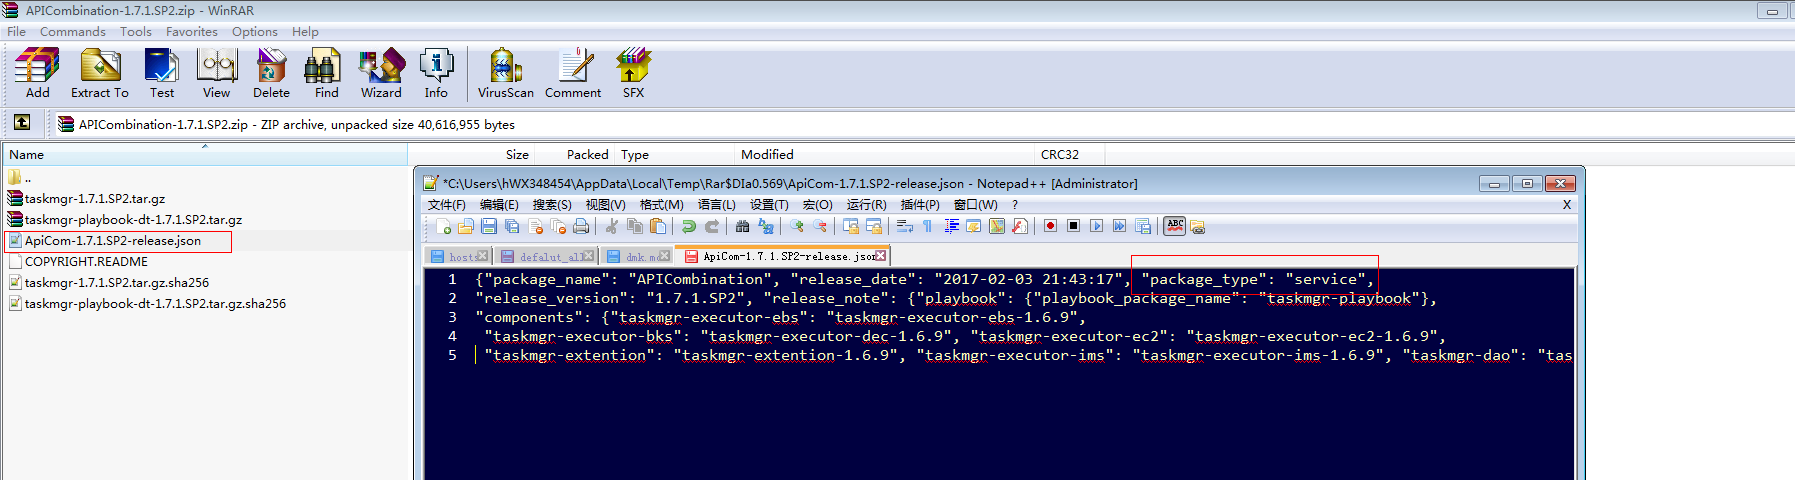 APICombination-1.7.1.SP2.zip - WinRAR
File Commands Tools Favorites Options Help
Add Extract To Test View Delete Find Wizard Info VirusScan Comment SFX
APICombination-1.7.1.SP2.zip - ZIP archive, unpacked size 40,616,955 bytes
Name Size Packed Type Modified CRC32
..
taskmgr-1.7.1.SP2.tar.gz
taskmgr-playbook-dt-1.7.1.SP2.tar.gz
ApiCom-1.7.1.SP2-release.json
COPYRIGHT.README
taskmgr-1.7.1.SP2.tar.gz.sha256
taskmgr-playbook-dt-1.7.1.SP2.tar.gz.sha256
*C:\Users\hWX348454\AppData\Local\Temp\Rar$DIa0.569\ApiCom-1.7.1.SP2-release.json - Notepad++ [Administrator]
文件(F) 编辑(E) 搜索(S) 视图(V) 格式(M) 语言(L) 设置(T) 宏(O) 运行(R) 插件(P) 窗口(W) ? X
hosts defalut_all dmk.mo ApiCom-1.7.1.SP2-release.json
1 {"package_name": "APICombination", "release_date": "2017-02-03 21:43:17", "package_type": "service",
2 "release_version": "1.7.1.SP2", "release_note": {"playbook": {"playbook_package_name": "taskmgr-playbook"},
3 "components": {"taskmgr-executor-ebs": "taskmgr-executor-ebs-1.6.9",
4 "taskmgr-executor-bks": "taskmgr-executor-dec-1.6.9", "taskmgr-executor-ec2": "taskmgr-executor-ec2-1.6.9",
5 "taskmgr-extention": "taskmgr-extention-1.6.9", "taskmgr-executor-ims": "taskmgr-executor-ims-1.6.9", "taskmgr-dao": "tas